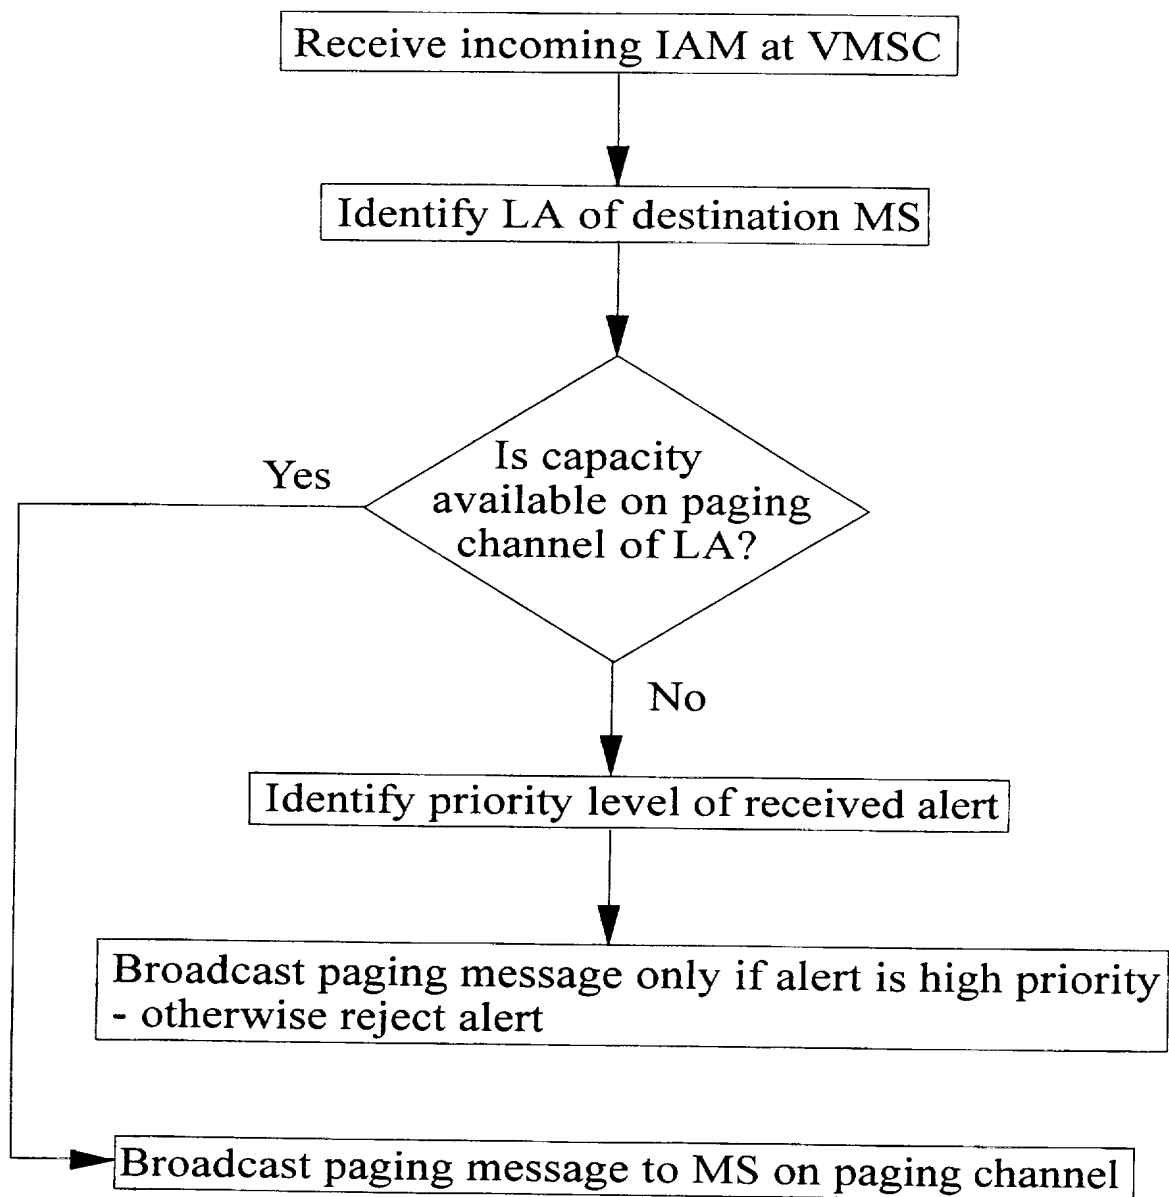 Receive incoming IAM at VMSC
Identify LA of destination MS
Is capacity
available on paging
channel of LA?
Yes
No
Identify priority level of received alert
Broadcast paging message only if alert is high priority
- otherwise reject alert
Broadcast paging message to MS on paging channel